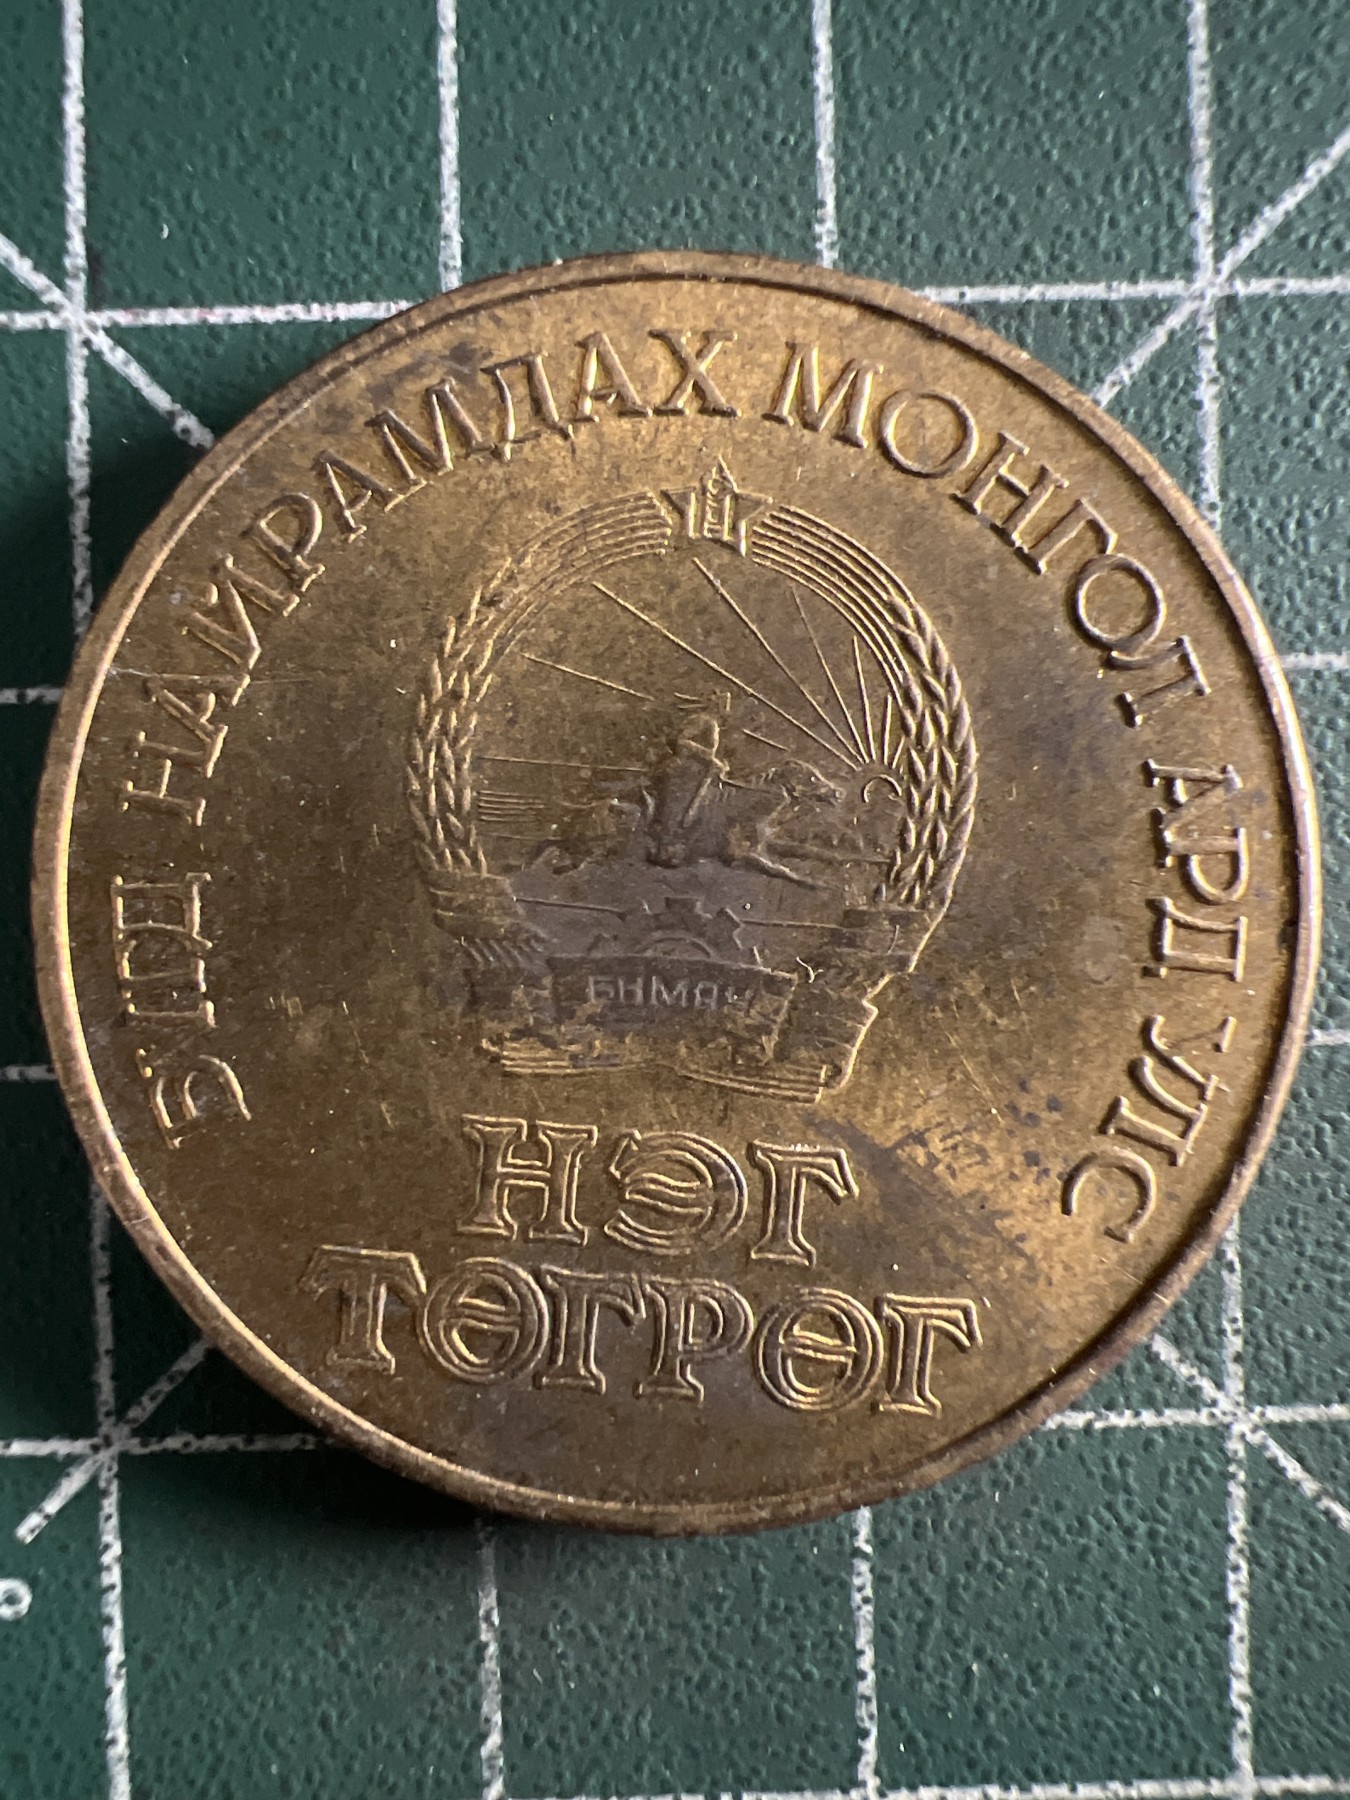 БҮГД НАЙРАМДАХ МОНГОЛ АРД УЛС
БНМАУ
НЭГ
ТӨГРӨГ